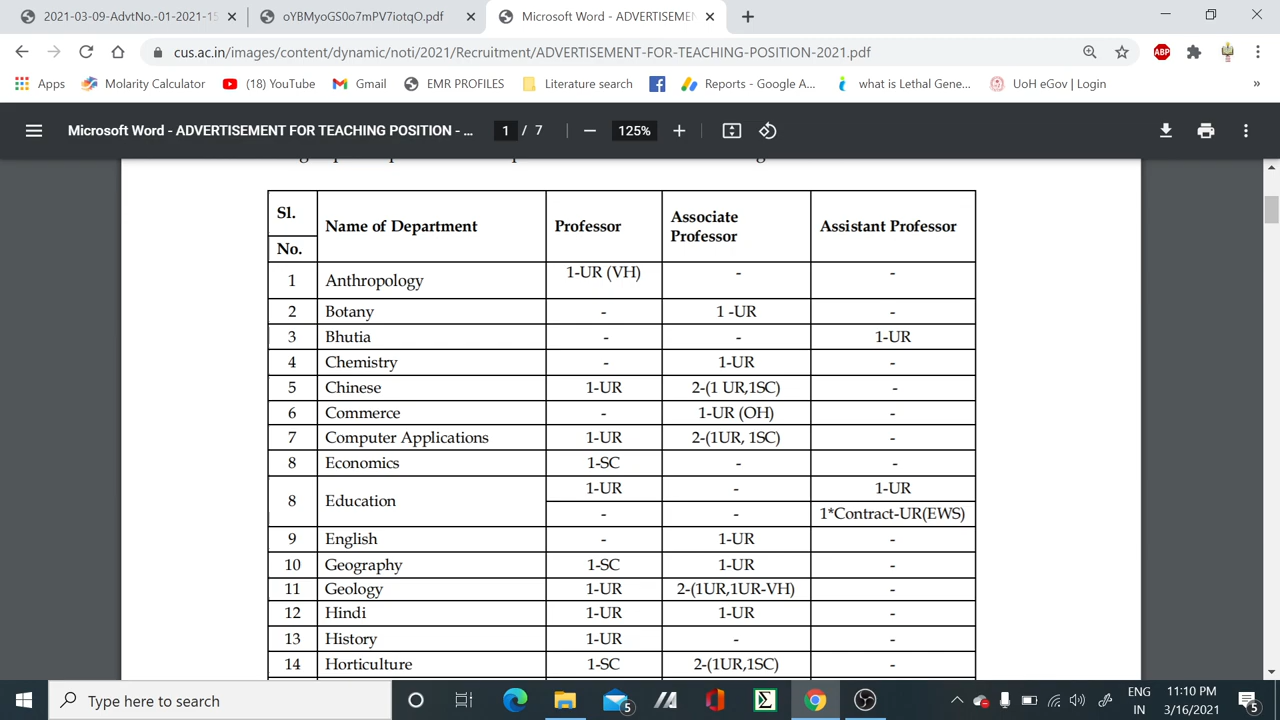 2021-03-09-AdvtNo.-01-2021-15
oYBMyoGS0o7mPV7iotqO.pdf
Microsoft Word - ADVERTISEMEN
cus.ac.in/images/content/dynamic/noti/2021/Recruitment/ADVERTISEMENT-FOR-TEACHING-POSITION-2021.pdf
ABP
Apps Molarity Calculator (18) YouTube Gmail EMR PROFILES Literature search Reports - Google A... what is Lethal Gene... UoH eGov | Login »
Microsoft Word - ADVERTISEMENT FOR TEACHING POSITION - ... 1 / 7 125%
Sl. No. Name of Department Professor Associate Professor Assistant Professor
1 Anthropology 1-UR (VH) - -
2 Botany - 1 -UR -
3 Bhutia - - 1-UR
4 Chemistry - 1-UR -
5 Chinese 1-UR 2-(1 UR,1SC) -
6 Commerce - 1-UR (OH) -
7 Computer Applications 1-UR 2-(1UR, 1SC) -
8 Economics 1-SC - -
8 Education 1-UR - 1-UR
- - 1*Contract-UR(EWS)
9 English - 1-UR -
10 Geography 1-SC 1-UR -
11 Geology 1-UR 2-(1UR,1UR-VH) -
12 Hindi 1-UR 1-UR -
13 History 1-UR - -
14 Horticulture 1-SC 2-(1UR,1SC) -
Type here to search
5
ENG
IN
11:10 PM
3/16/2021
5